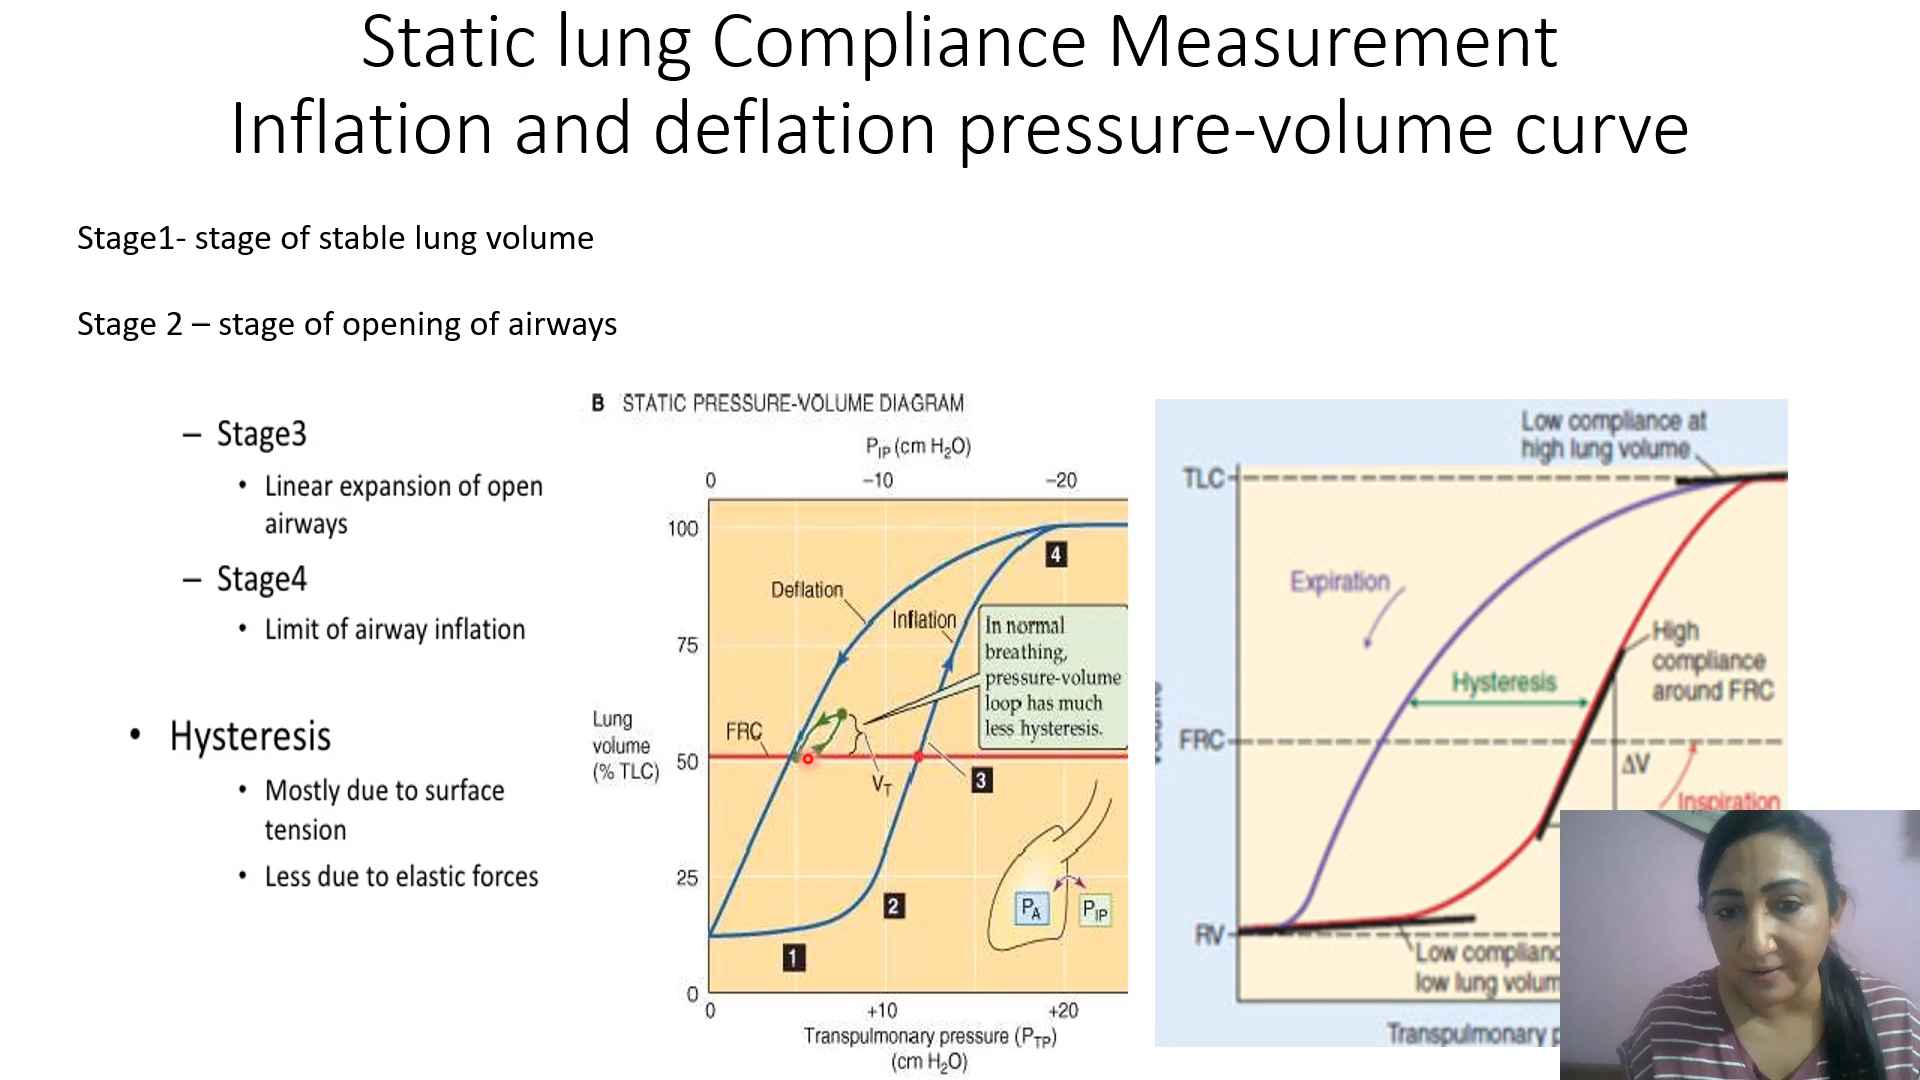 Static lung Compliance Measurement
Inflation and deflation pressure-volume curve
Stage1- stage of stable lung volume
Stage 2 – stage of opening of airways
– Stage3
• Linear expansion of open
airways
– Stage4
• Limit of airway inflation
• Hysteresis
• Mostly due to surface
tension
• Less due to elastic forces
B STATIC PRESSURE-VOLUME DIAGRAM
PIP (cm H2O)
0 –10 –20
100
4
Deflation
Inflation
In normal
breathing,
pressure-volume
loop has much
less hysteresis.
75
Lung
volume
(% TLC)
FRC
50
VT
3
25
2
PA
PIP
1
0
0 +10 +20
Transpulmonary pressure (PTP)
(cm H2O)
Low compliance at
high lung volume
TLC
Expiration
High
compliance
around FRC
Hysteresis
FRC
ΔV
Inspiration
RV
Low
low lung
Transpulmonary